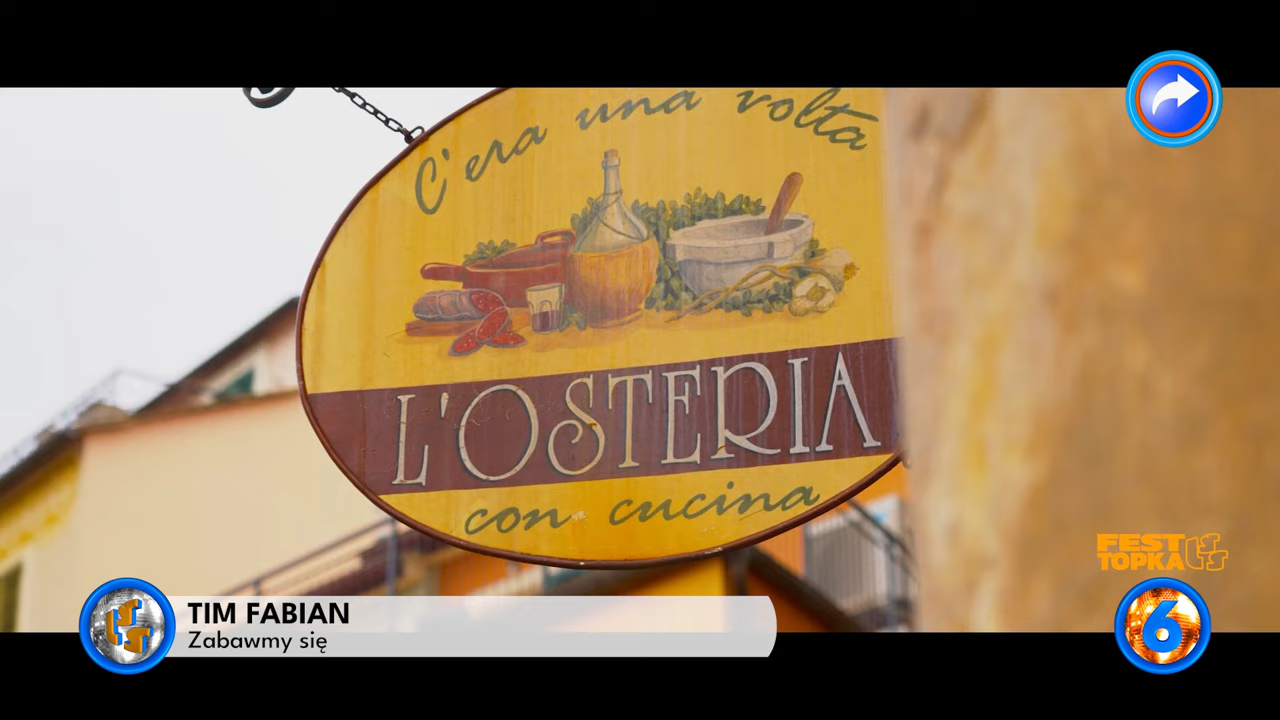 C'era una volta
L'OSTERIA
con cucina
FEST
TOPKA
TIM FABIAN
Zabawmy się
6